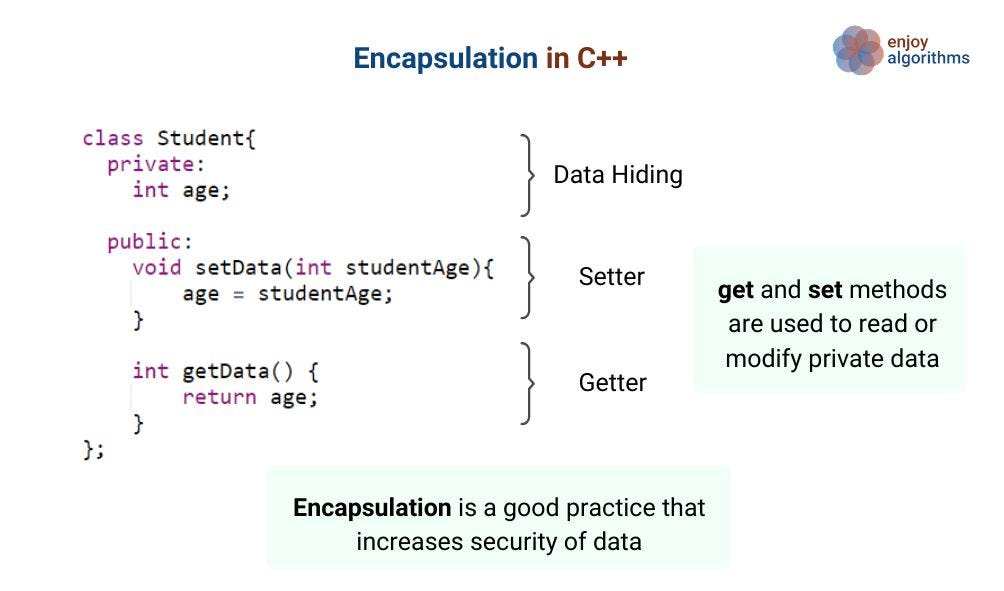 Encapsulation in C++
enjoy
algorithms
class Student{
private:
int age;
Data Hiding
public:
void setData(int studentAge){
age = studentAge;
}
Setter
int getData() {
return age;
}
};
Getter
get and set methods
are used to read or
modify private data
Encapsulation is a good practice that
increases security of data